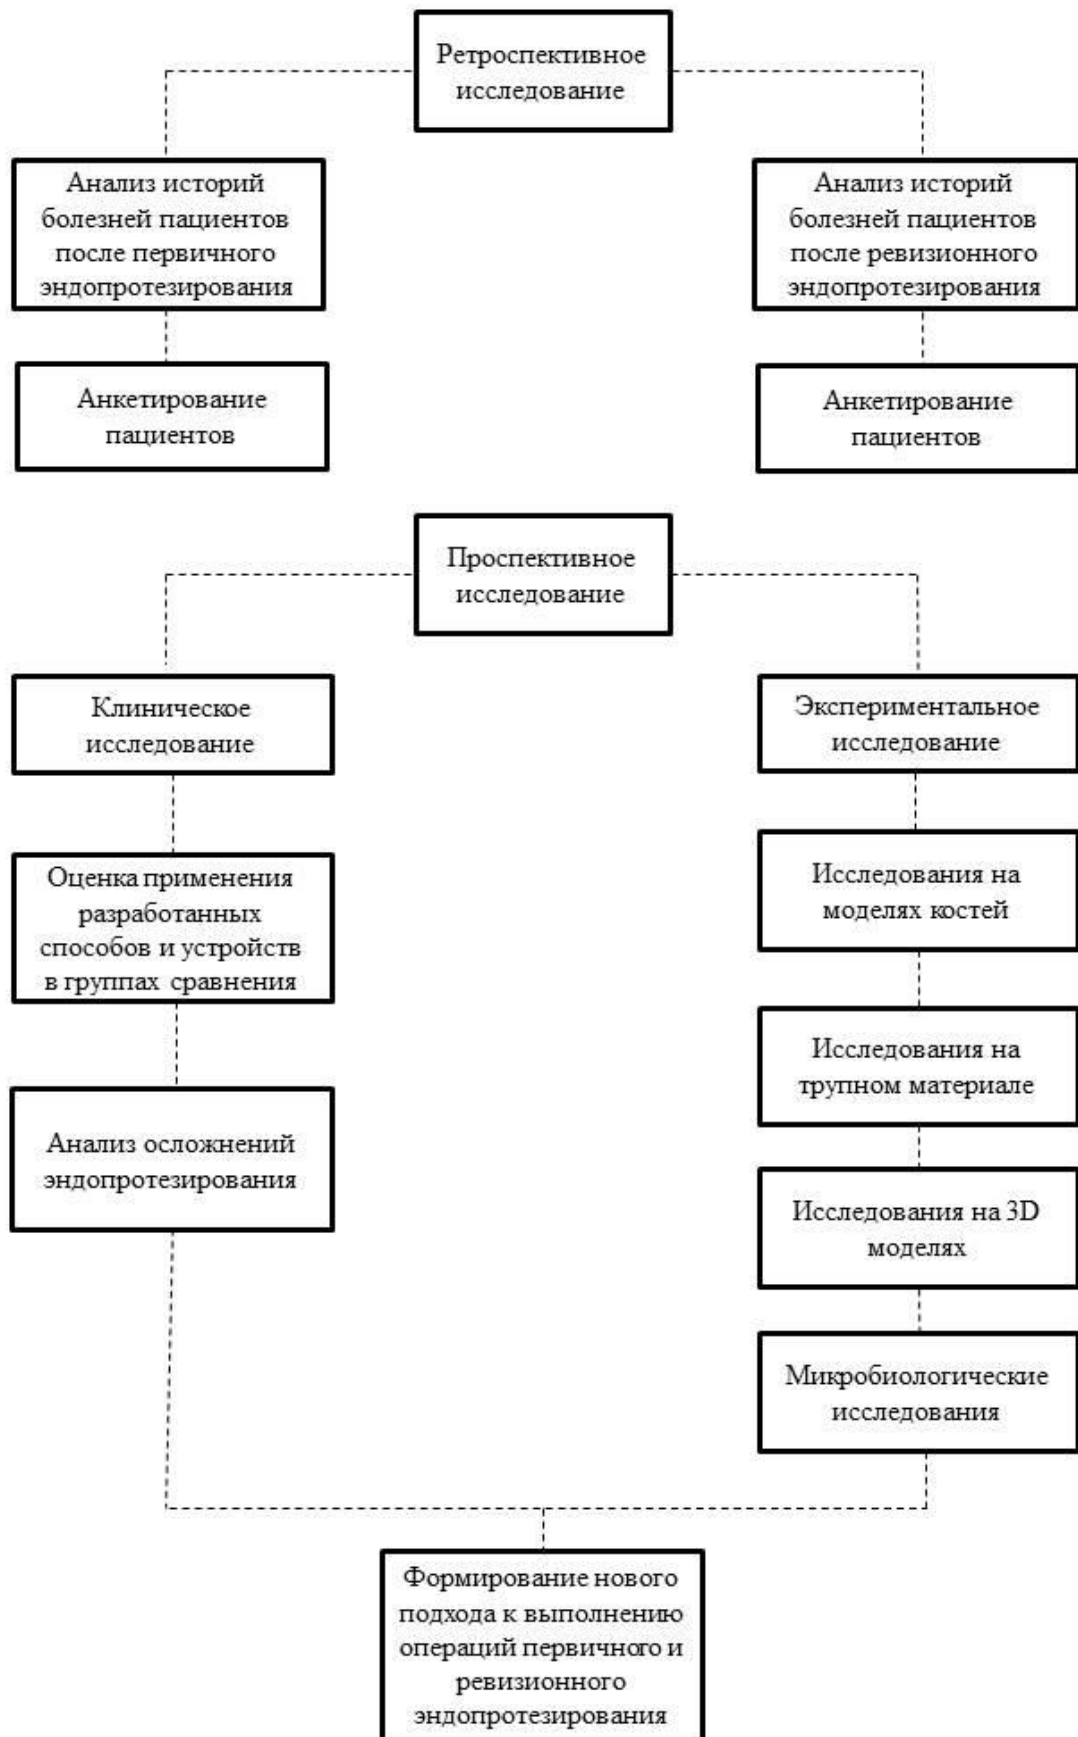 Ретроспективное
исследование
Анализ историй
болезней пациентов
после первичного
эндопротезирования
Анализ историй
болезней пациентов
после ревизионного
эндопротезирования
Анкетирование
пациентов
Анкетирование
пациентов
Проспективное
исследование
Клиническое
исследование
Экспериментальное
исследование
Оценка применения
разработанных
способов и устройств
в группах сравнения
Исследования на
моделях костей
Исследования на
трупном материале
Анализ осложнений
эндопротезирования
Исследования на 3D
моделях
Микробиологические
исследования
Формирование нового
подхода к выполнению
операций первичного и
ревизионного
эндопротезирования